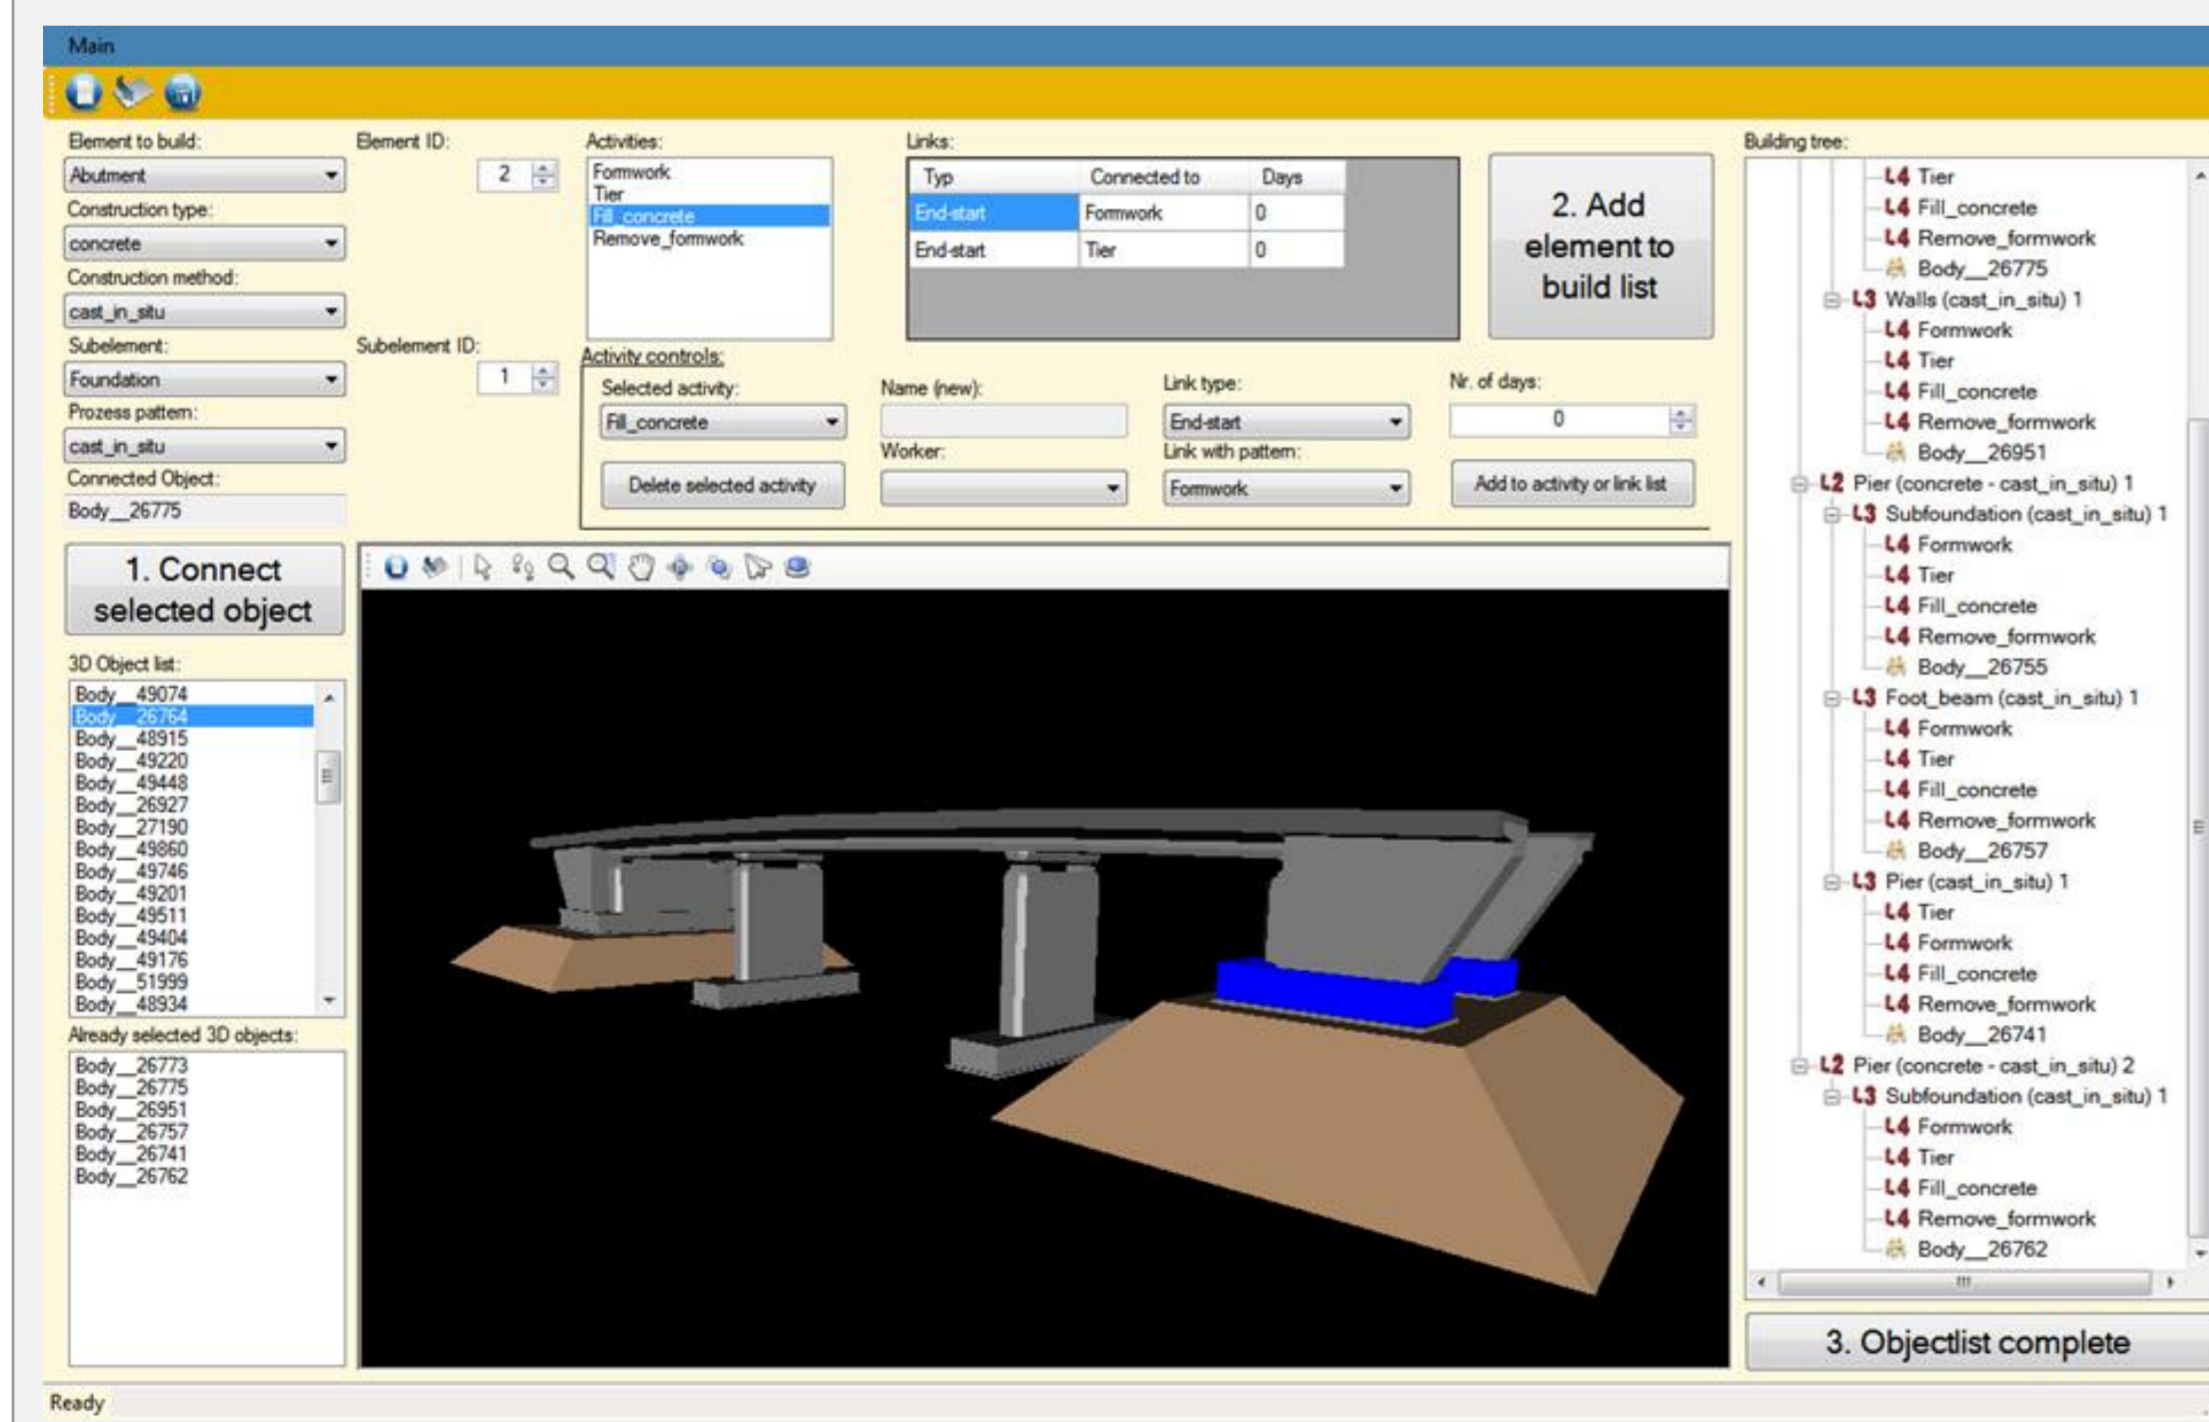 Main
Element to build:
Abutment
Construction type:
concrete
Construction method:
cast_in_situ
Subelement:
Foundation
Prozess pattern:
cast_in_situ
Connected Object:
Body__26775
Element ID:
2
Subelement ID:
1
Activities:
Formwork
Tier
Fill_concrete
Remove_formwork
Links:
Typ Connected to Days
End-start Formwork 0
End-start Tier 0
2. Add
element to
build list
Activity controls:
Selected activity:
Fill_concrete
Delete selected activity
Name (new):
Worker:
Link type:
End-start
Link with pattern:
Formwork
Nr. of days:
0
Add to activity or link list
1. Connect
selected object
3D Object list:
Body__49074
Body__26764
Body__48915
Body__49220
Body__49448
Body__26927
Body__27190
Body__49860
Body__49746
Body__49201
Body__49511
Body__49404
Body__49176
Body__51999
Body__48934
Already selected 3D objects:
Body__26773
Body__26775
Body__26951
Body__26757
Body__26741
Body__26762
Building tree:
L4 Tier
L4 Fill_concrete
L4 Remove_formwork
Body__26775
L3 Walls (cast_in_situ) 1
L4 Formwork
L4 Tier
L4 Fill_concrete
L4 Remove_formwork
Body__26951
L2 Pier (concrete - cast_in_situ) 1
L3 Subfoundation (cast_in_situ) 1
L4 Formwork
L4 Tier
L4 Fill_concrete
L4 Remove_formwork
Body__26755
L3 Foot_beam (cast_in_situ) 1
L4 Formwork
L4 Tier
L4 Fill_concrete
L4 Remove_formwork
Body__26757
L3 Pier (cast_in_situ) 1
L4 Tier
L4 Formwork
L4 Fill_concrete
L4 Remove_formwork
Body__26741
L2 Pier (concrete - cast_in_situ) 2
L3 Subfoundation (cast_in_situ) 1
L4 Formwork
L4 Tier
L4 Fill_concrete
L4 Remove_formwork
Body__26762
3. Objectlist complete
Ready